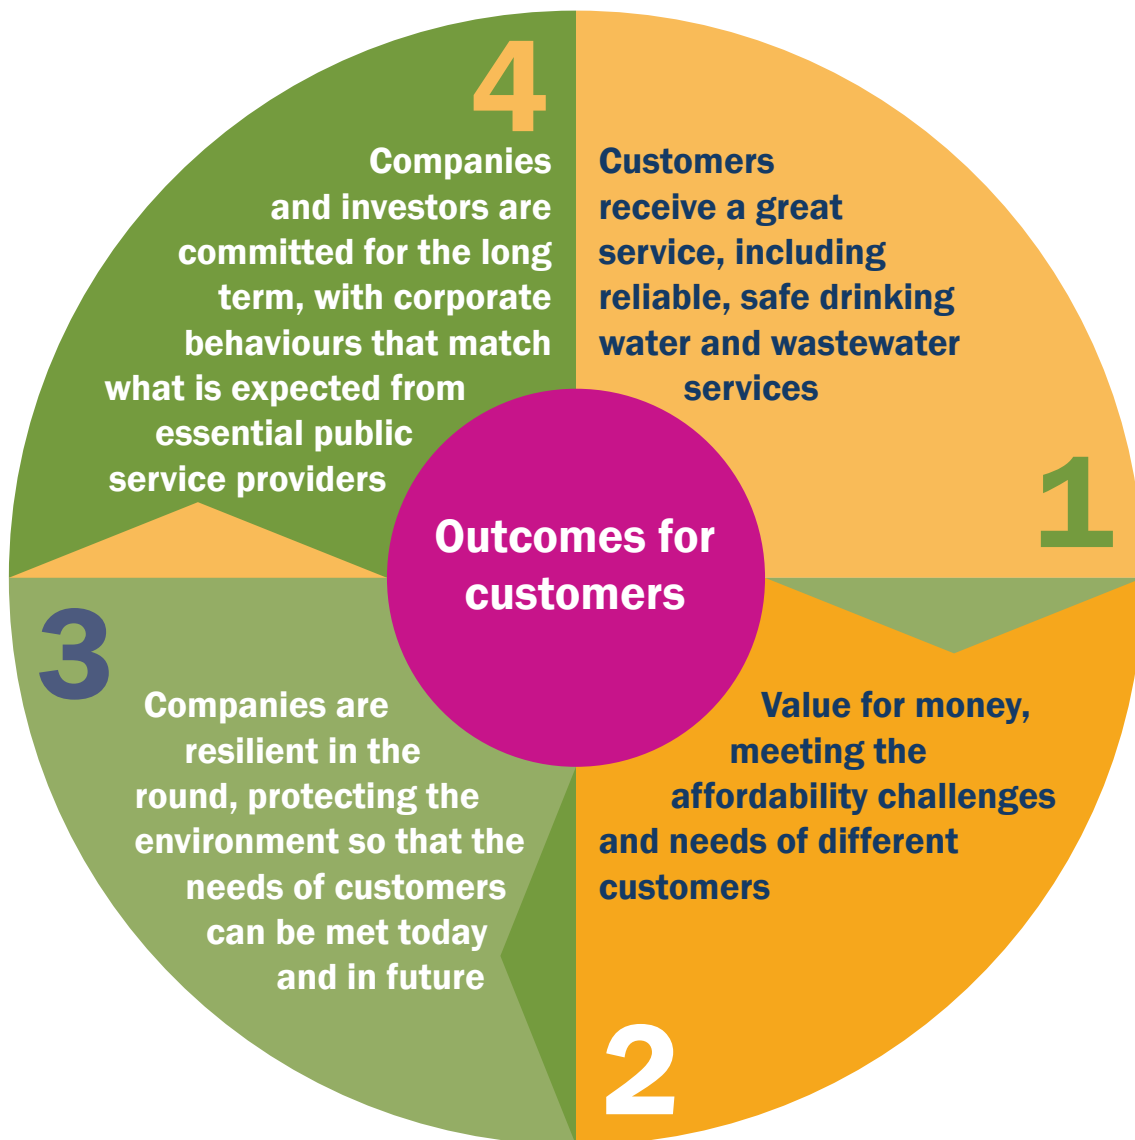 Outcomes for
customers
1
Customers
receive a great
service, including
reliable, safe drinking
water and wastewater
services
2
Value for money,
meeting the
affordability challenges
and needs of different
customers
3
Companies are
resilient in the
round, protecting the
environment so that the
needs of customers
can be met today
and in future
4
Companies
and investors are
committed for the long
term, with corporate
behaviours that match
what is expected from
essential public
service providers